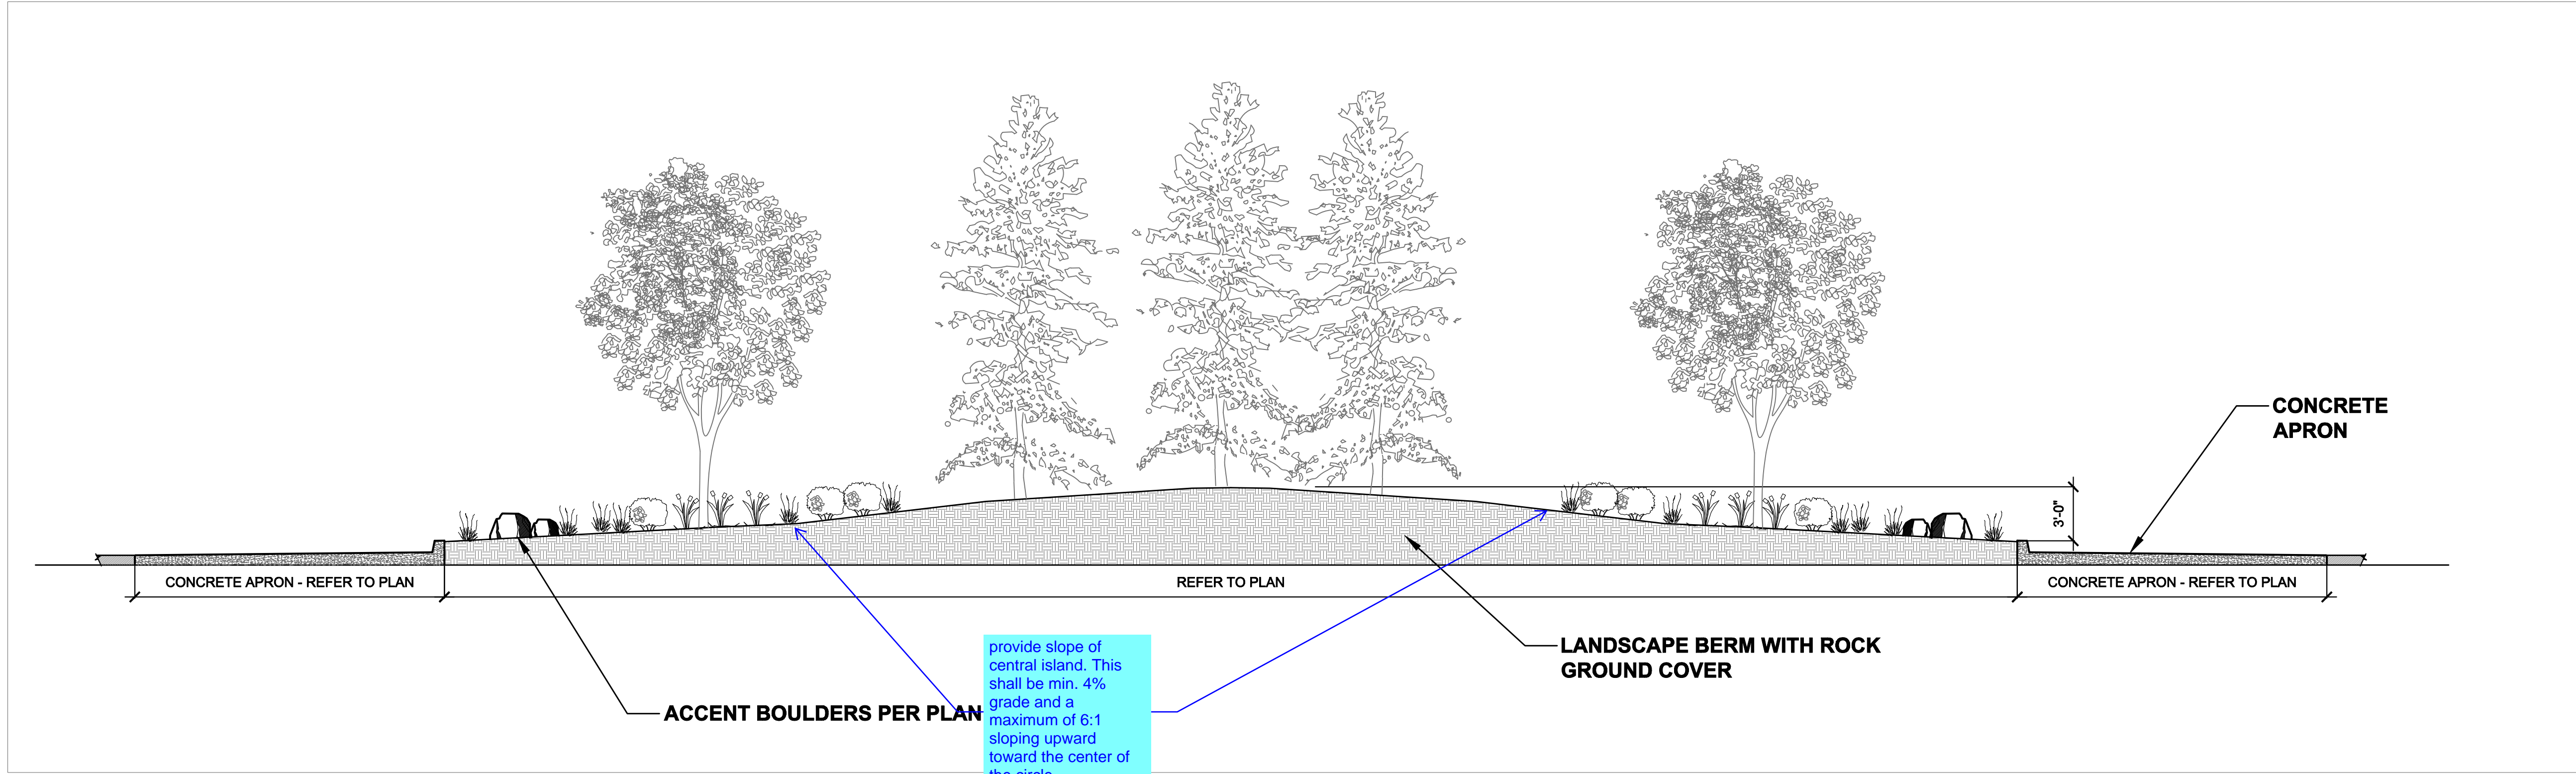 CONCRETE
APRON
3'-0"
CONCRETE APRON - REFER TO PLAN
REFER TO PLAN
CONCRETE APRON - REFER TO PLAN
LANDSCAPE BERM WITH ROCK
GROUND COVER
ACCENT BOULDERS PER PLAN
provide slope of
central island. This
shall be min. 4%
grade and a
maximum of 6:1
sloping upward
toward the center of
the circle